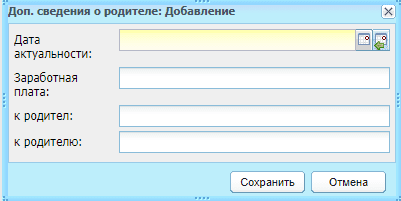 Доп. сведения о родителе: Добавление
Дата
актуальности:
Заработная
плата:
к родител:
к родителю:
Сохранить Отмена